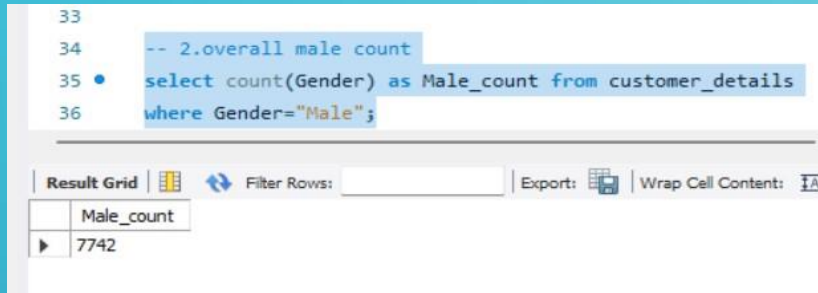 33
34 -- 2.overall male count
35 select count(Gender) as Male_count from customer_details
36 where Gender="Male";
Result Grid Filter Rows: Export: Wrap Cell Content: IA
Male_count
7742